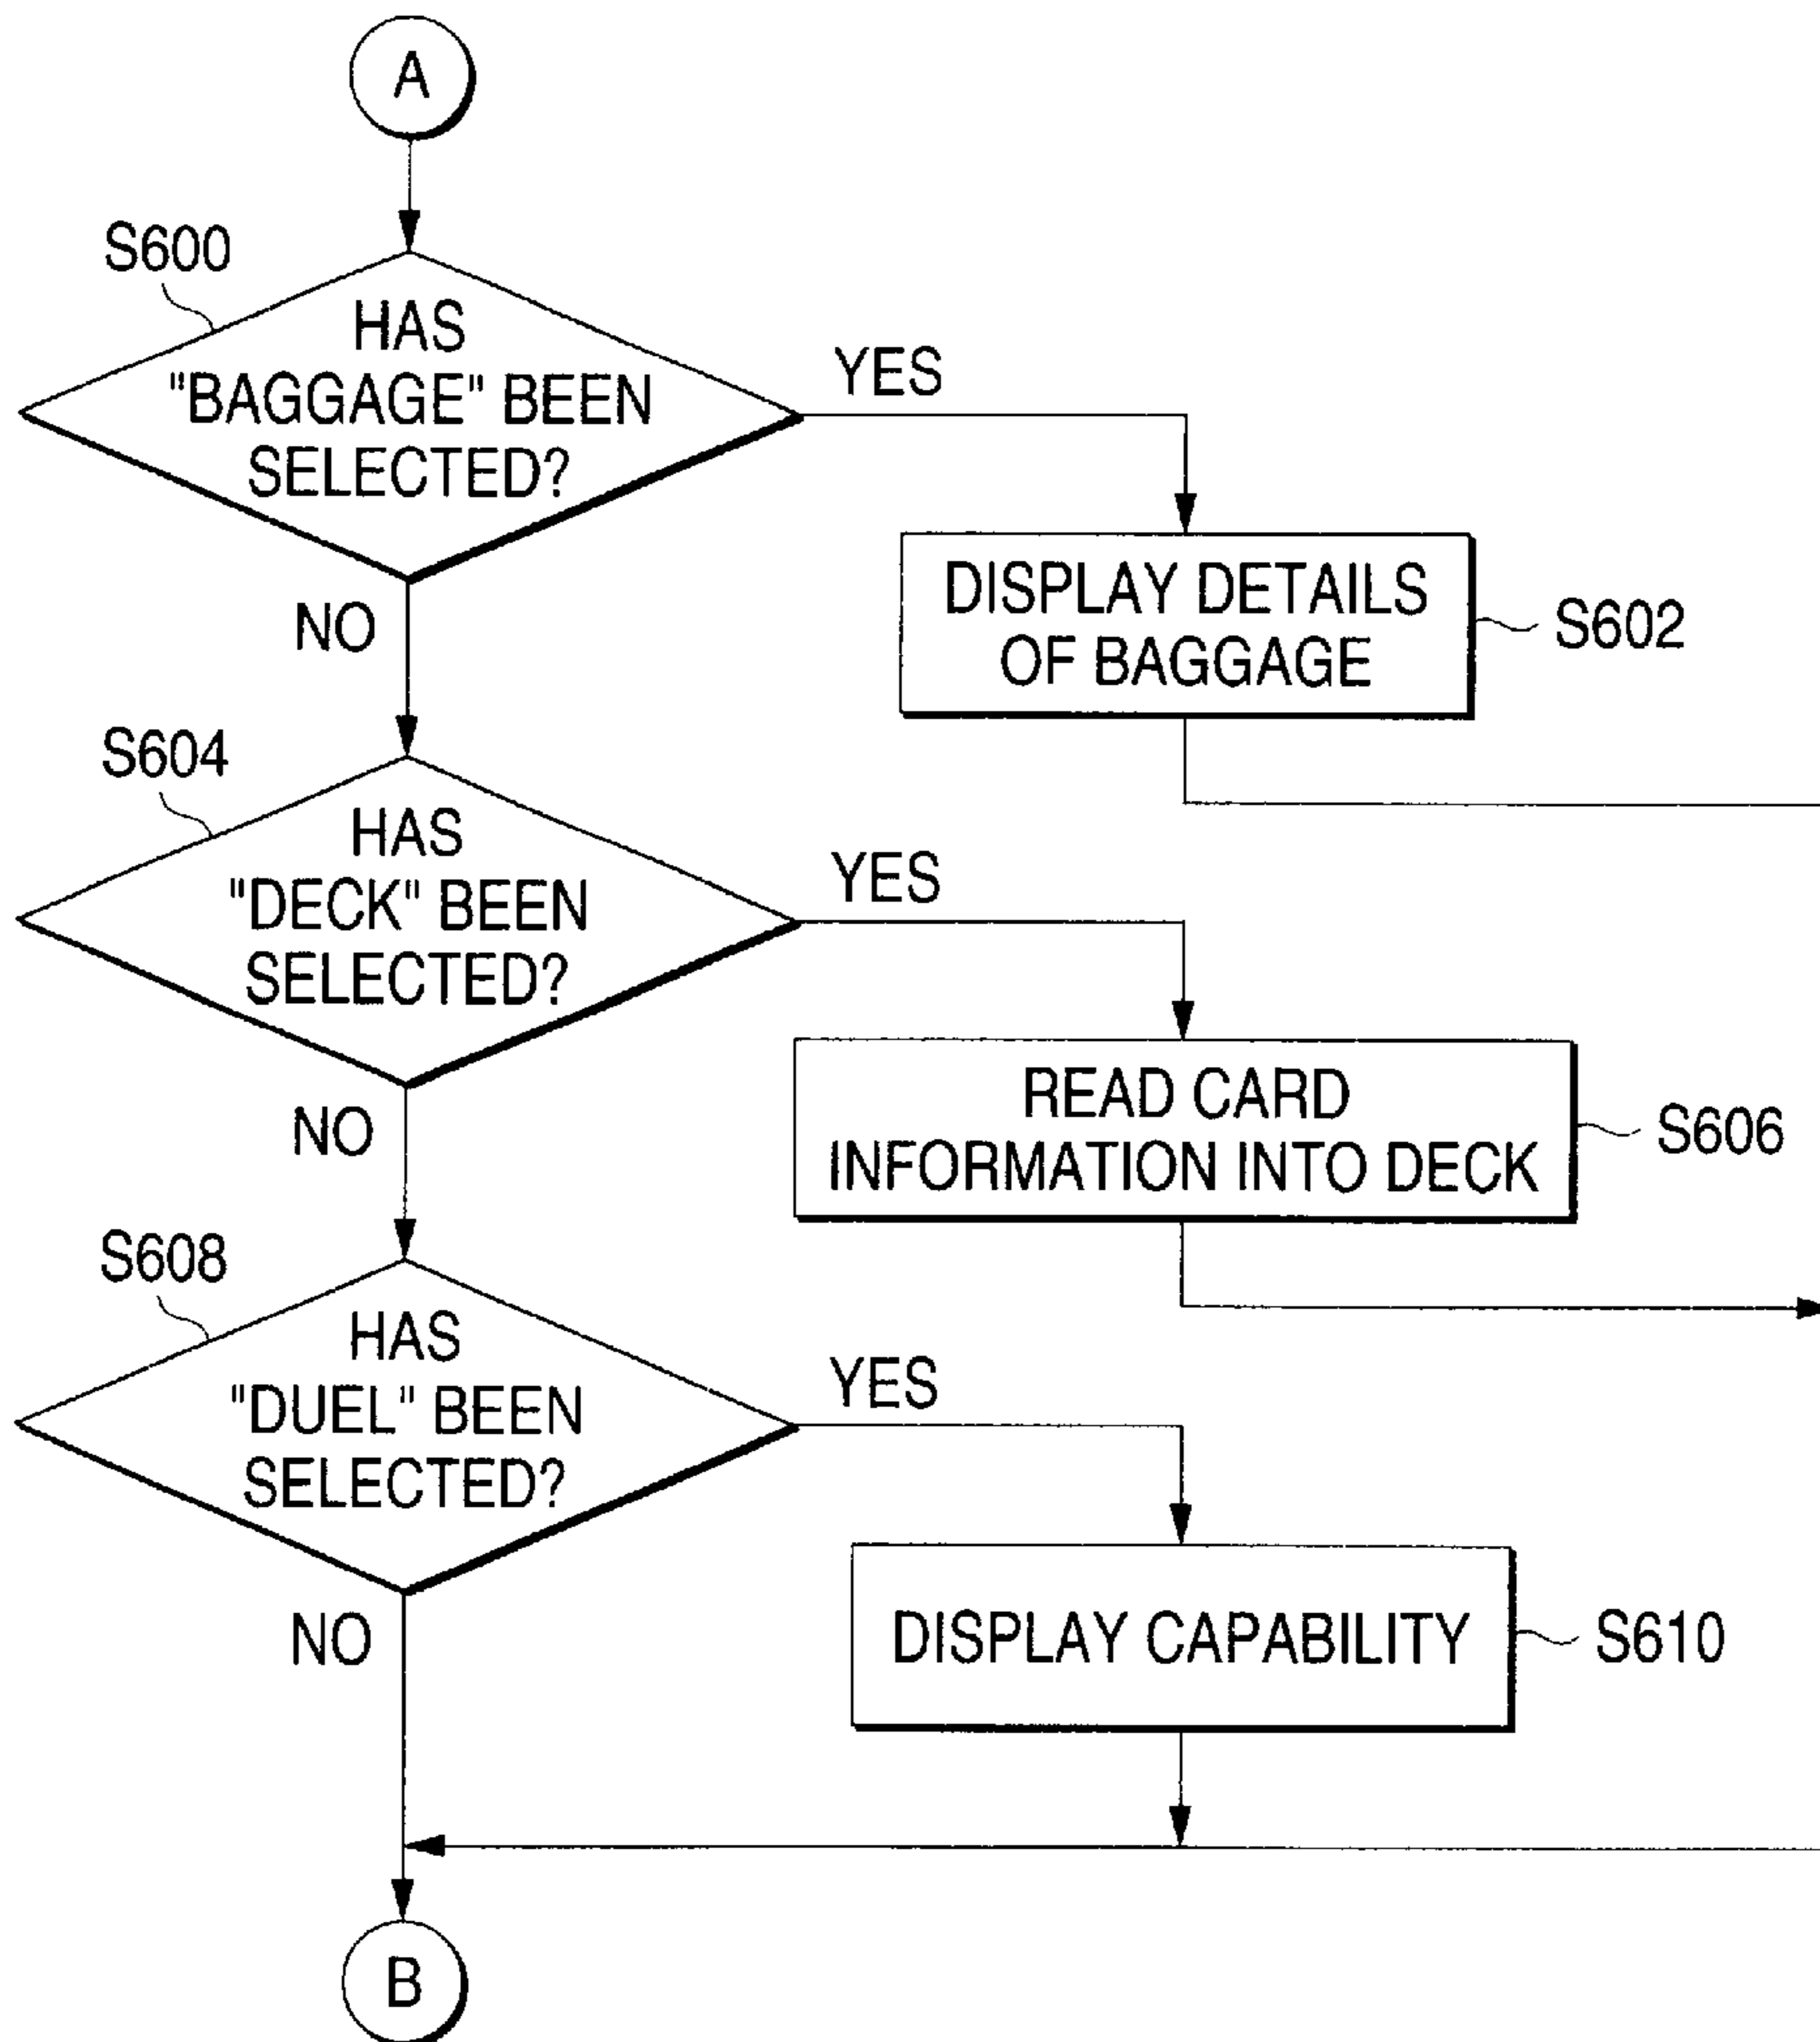 A
S600
HAS
"BAGGAGE" BEEN
SELECTED?
YES
NO
DISPLAY DETAILS
OF BAGGAGE
S602
S604
HAS
"DECK" BEEN
SELECTED?
YES
NO
READ CARD
INFORMATION INTO DECK
S606
S608
HAS
"DUEL" BEEN
SELECTED?
YES
NO
DISPLAY CAPABILITY
S610
B